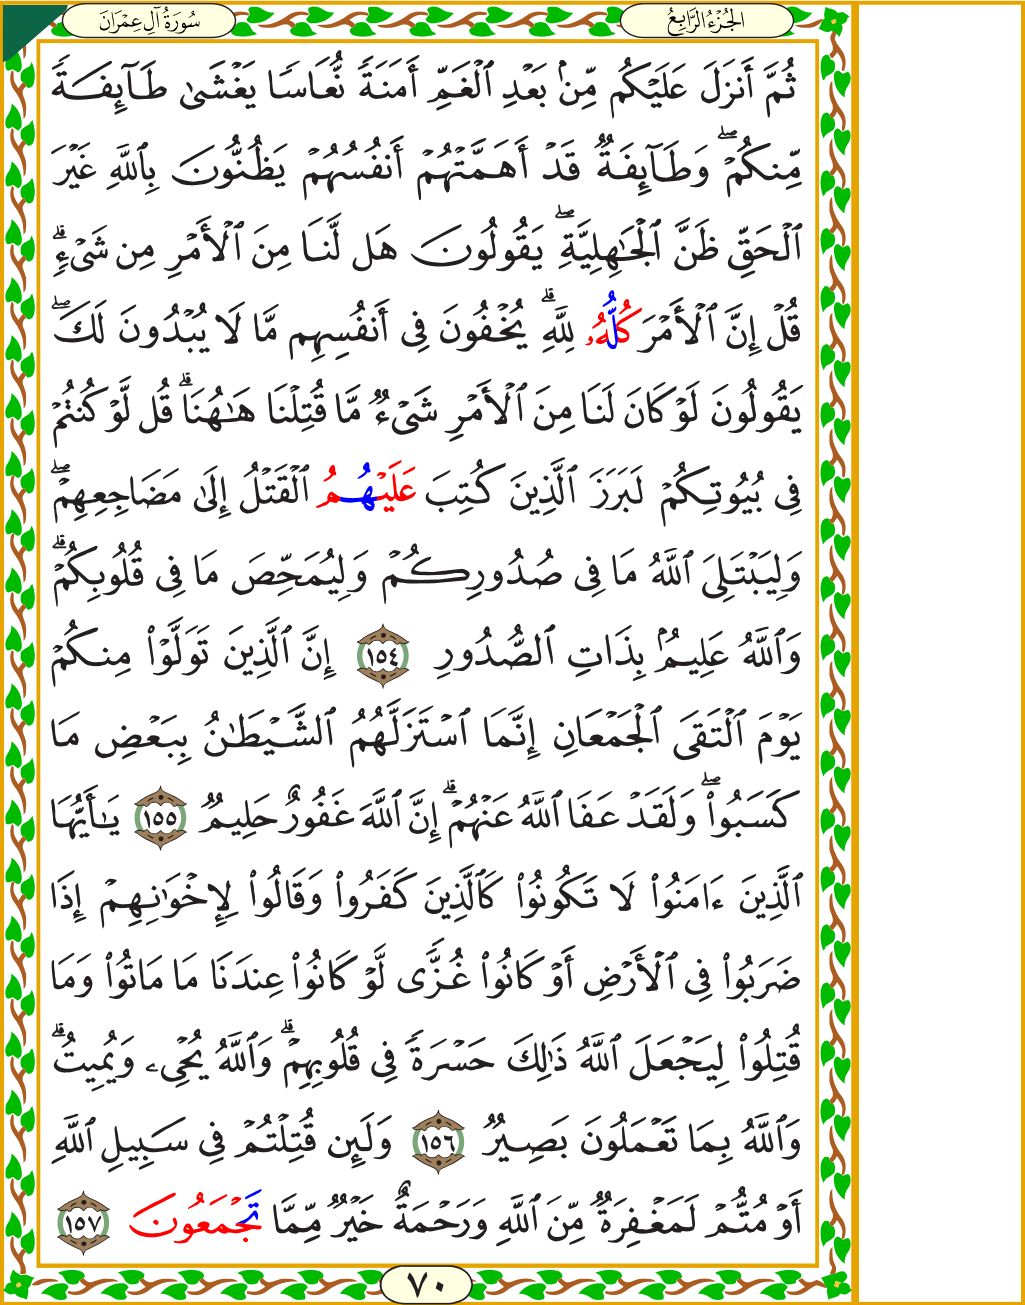 الجُزْءُ الرَّابِعُ
سُورَةُ آلِ عِمْرَانَ
ثُمَّ أَنزَلَ عَلَيْكُم مِّنۢ بَعْدِ ٱلْغَمِّ أَمَنَةً نُّعَاسًا يَغْشَىٰ طَآئِفَةً
مِّنكُمْۖ وَطَآئِفَةٌ قَدْ أَهَمَّتْهُمْ أَنفُسُهُمْ يَظُنُّونَ بِٱللَّهِ غَيْرَ
ٱلْحَقِّ ظَنَّ ٱلْجَٰهِلِيَّةِۖ يَقُولُونَ هَل لَّنَا مِنَ ٱلْأَمْرِ مِن شَىْءٍۗ
قُلْ إِنَّ ٱلْأَمْرَ كُلُّهُۥ لِلَّهِۗ يُخْفُونَ فِىٓ أَنفُسِهِم مَّا لَا يُبْدُونَ لَكَۖ
يَقُولُونَ لَوْ كَانَ لَنَا مِنَ ٱلْأَمْرِ شَىْءٌ مَّا قُتِلْنَا هَٰهُنَاۗ قُل لَّوْ كُنتُمْ
فِى بُيُوتِكُمْ لَبَرَزَ ٱلَّذِينَ كُتِبَ عَلَيْهُمُ ٱلْقَتْلُ إِلَىٰ مَضَاجِعِهِمْۖ
وَلِيَبْتَلِىَ ٱللَّهُ مَا فِى صُدُورِكُمْ وَلِيُمَحِّصَ مَا فِى قُلُوبِكُمْۗ
وَٱللَّهُ عَلِيمٌۢ بِذَاتِ ٱلصُّدُورِ ١٥٤ إِنَّ ٱلَّذِينَ تَوَلَّوْا۟ مِنكُمْ
يَوْمَ ٱلْتَقَى ٱلْجَمْعَانِ إِنَّمَا ٱسْتَزَلَّهُمُ ٱلشَّيْطَٰنُ بِبَعْضِ مَا
كَسَبُوا۟ۖ وَلَقَدْ عَفَا ٱللَّهُ عَنْهُمْۗ إِنَّ ٱللَّهَ غَفُورٌ حَلِيمٌ ١٥٥ يَٰٓأَيُّهَا
ٱلَّذِينَ ءَامَنُوا۟ لَا تَكُونُوا۟ كَٱلَّذِينَ كَفَرُوا۟ وَقَالُوا۟ لِإِخْوَٰنِهِمْ إِذَا
ضَرَبُوا۟ فِى ٱلْأَرْضِ أَوْ كَانُوا۟ غُزًّى لَّوْ كَانُوا۟ عِندَنَا مَا مَاتُوا۟ وَمَا
قُتِلُوا۟ لِيَجْعَلَ ٱللَّهُ ذَٰلِكَ حَسْرَةً فِى قُلُوبِهِمْۗ وَٱللَّهُ يُحْىِۦ وَيُمِيتُۗ
وَٱللَّهُ بِمَا تَعْمَلُونَ بَصِيرٌ ١٥٦ وَلَئِن قُتِلْتُمْ فِى سَبِيلِ ٱللَّهِ
أَوْ مُتُّمْ لَمَغْفِرَةٌ مِّنَ ٱللَّهِ وَرَحْمَةٌ خَيْرٌ مِّمَّا تَجْمَعُونَ ١٥٧
٧٠